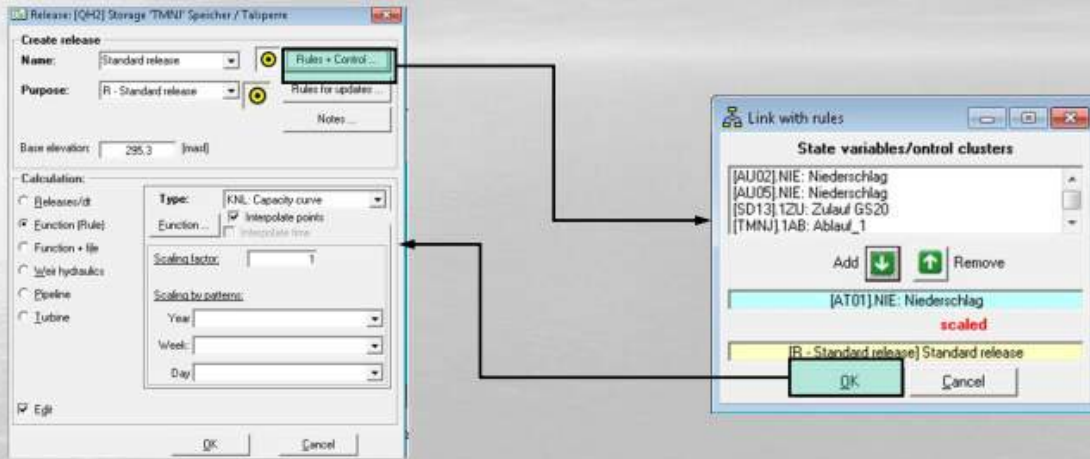 Release: [QH2] Storage 'TMNJ' Speicher / Talsperre
Create release
Name: Standard release Rules + Control ...
Purpose: R - Standard release Rules for updates ...
Notes ...
Base elevation: 295,3 [masl]
Calculation:
Releases/dt
Function (Rule)
Function + file
Weir hydraulics
Pipeline
Turbine
Type: KNL: Capacity curve
Function ... Interpolate points
Interpolate time
Scaling factor: 1
Scaling by patterns:
Year
Week:
Day
Edit
OK Cancel
Link with rules
State variables/ontrol clusters
[AU02].NIE: Niederschlag
[AU05].NIE: Niederschlag
[SD13].1ZU: Zulauf GS20
[TMNJ].1AB: Ablauf_1
Add Remove
[AT01].NIE: Niederschlag
scaled
[R - Standard release] Standard release
OK Cancel